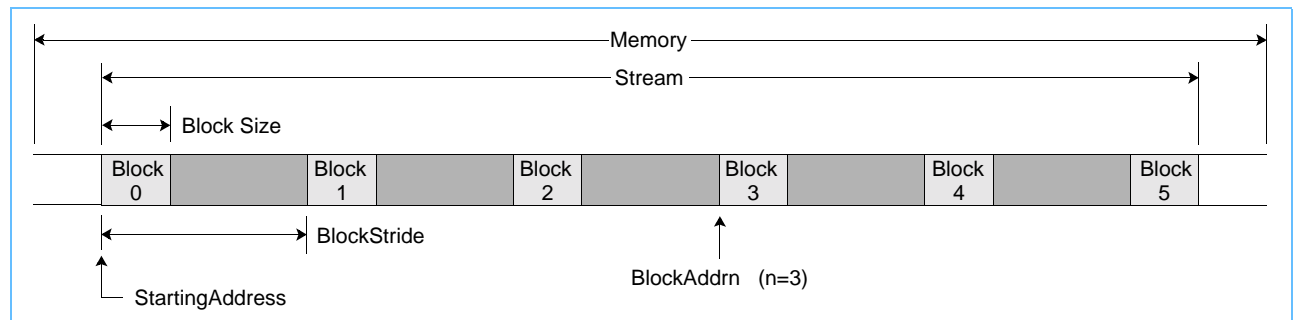 Memory
Stream
Block Size
Block 0
Block 1
Block 2
Block 3
Block 4
Block 5
BlockStride
BlockAddrn (n=3)
StartingAddress